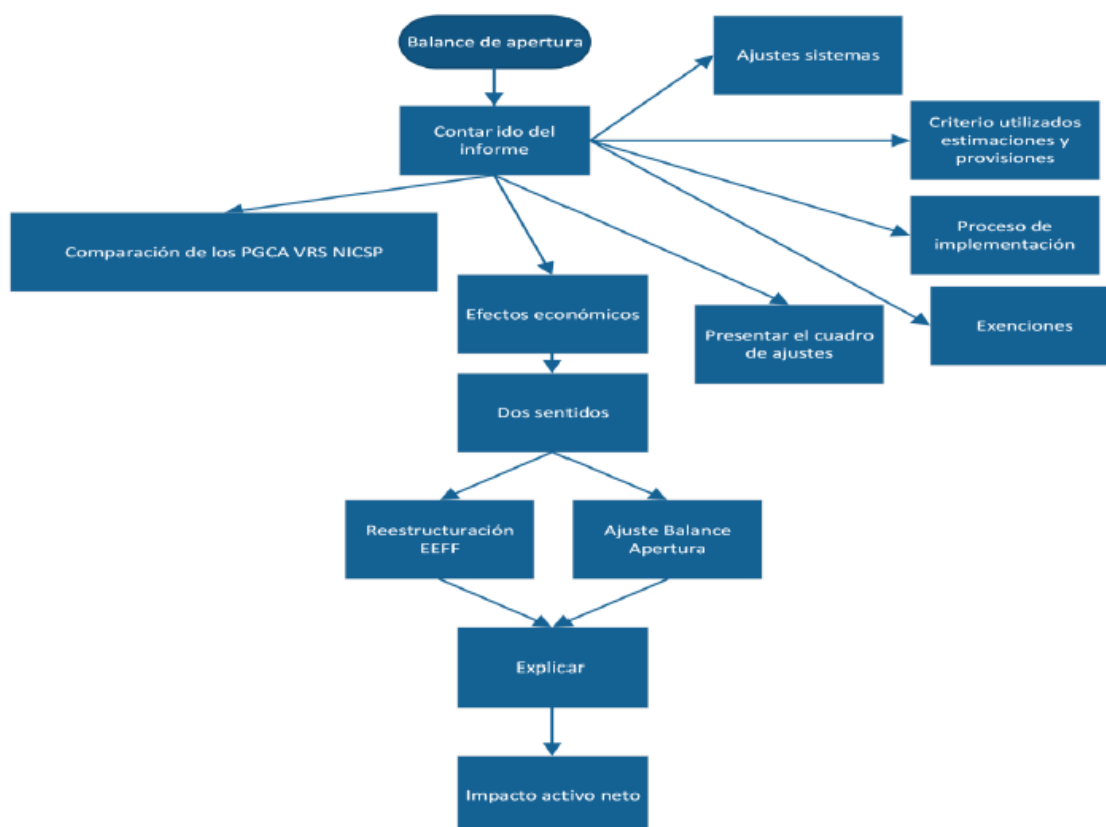 Balance de apertura
Ajustes sistemas
Contar ido del
informe
Criterio utilizados
estimaciones y
provisiones
Proceso de
implementación
Comparación de los PGCA VRS NICSP
Efectos económicos
Presentar el cuadro
de ajustes
Exenciones
Dos sentidos
Reestructuración
EEFF
Ajuste Balance
Apertura
Explicar
Impacto activo neto